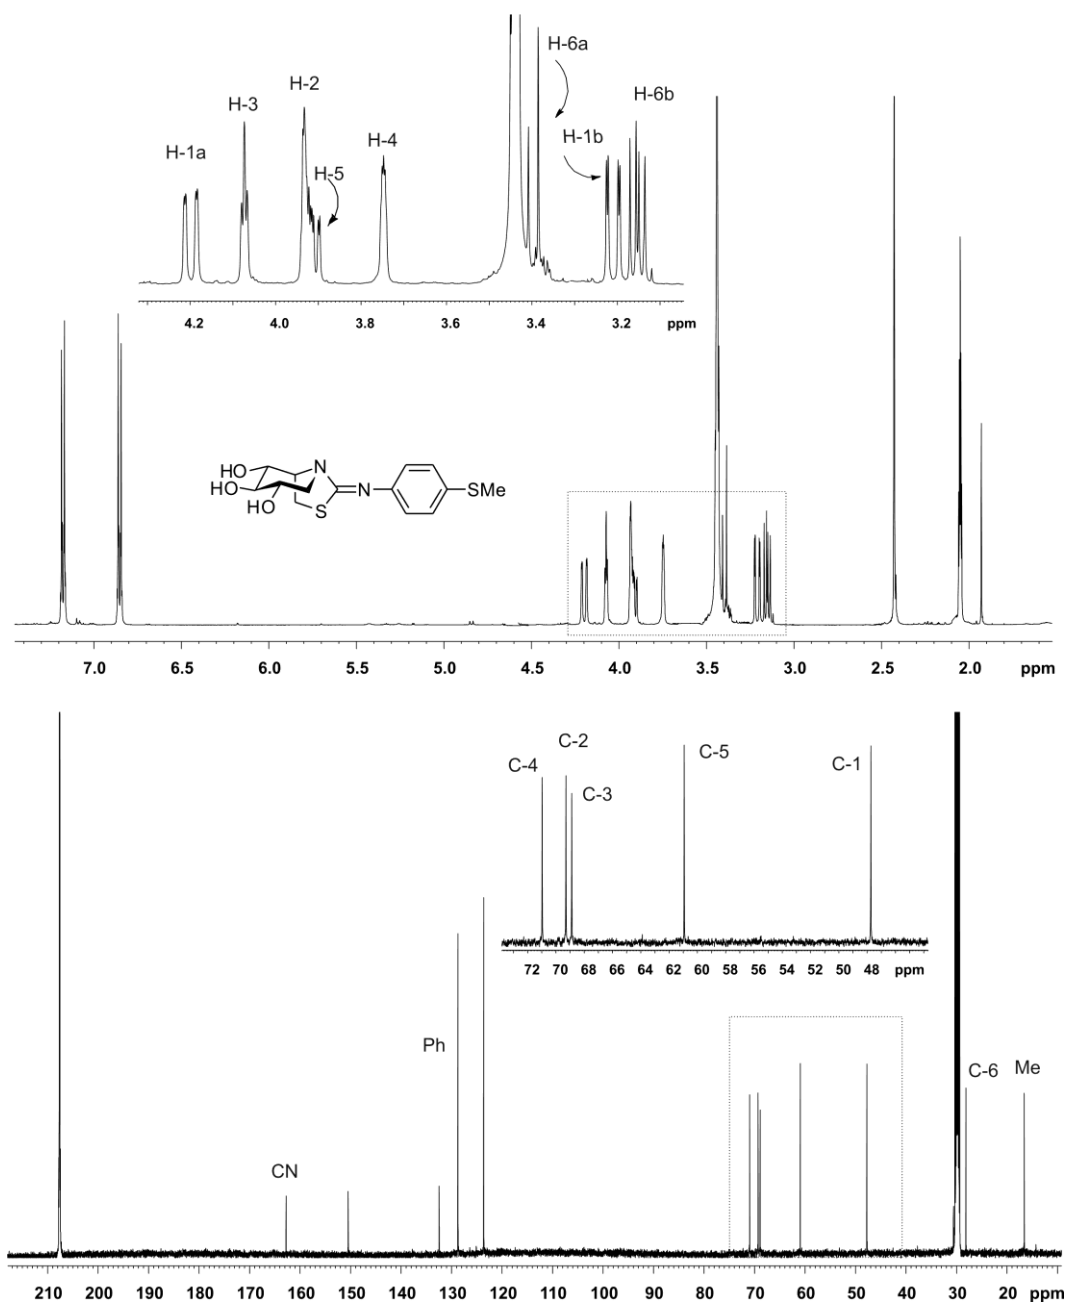 H-6a
H-2
H-3
H-6b
H-1b
H-4
H-1a
H-5
4.2 4.0 3.8 3.6 3.4 3.2 ppm
HO
N
HO
N
SMe
HO
S
7.0 6.5 6.0 5.5 5.0 4.5 4.0 3.5 3.0 2.5 2.0 ppm
C-2
C-4
C-5
C-1
C-3
72 70 68 66 64 62 60 58 56 54 52 50 48 ppm
Ph
C-6
Me
CN
210 200 190 180 170 160 150 140 130 120 110 100 90 80 70 60 50 40 30 20 ppm